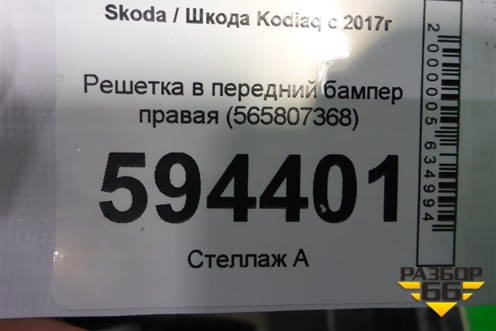 Skoda / Шкода Kodiaq с 2017г
Решетка в передний бампер
правая (565807368)
594401
Стеллаж А
2000005634994
РАЗБОР
66